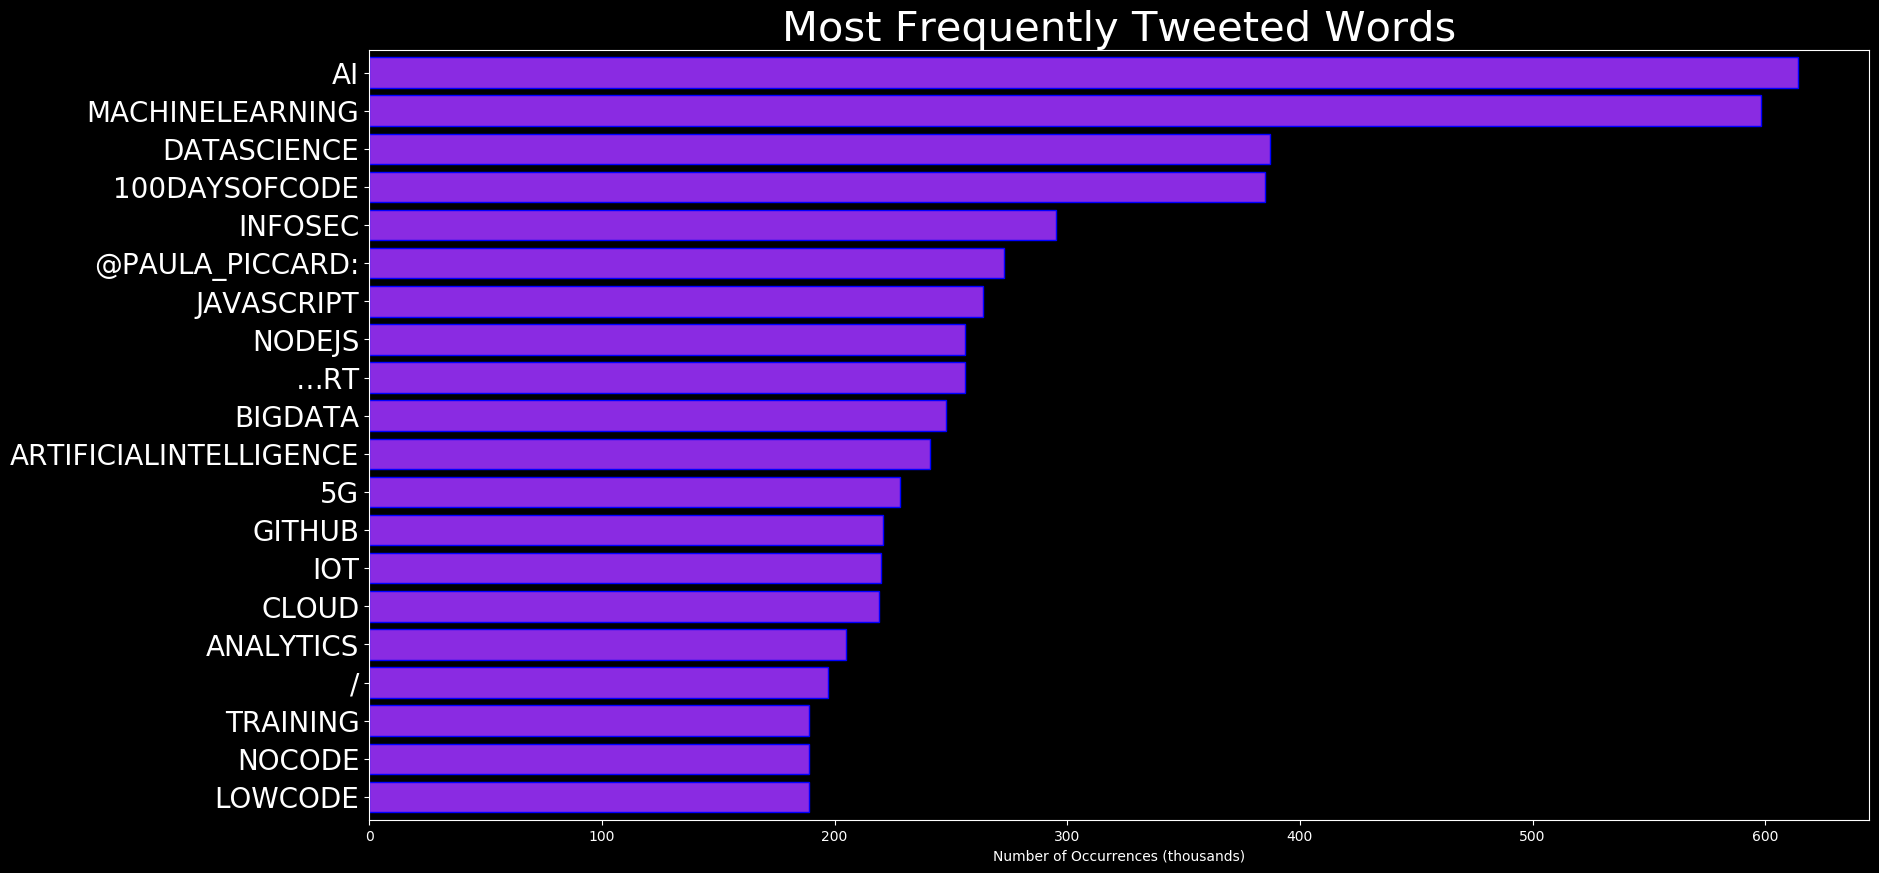 Most Frequently Tweeted Words
AI
MACHINELEARNING
DATASCIENCE
100DAYSOFCODE
INFOSEC
@PAULA_PICCARD:
JAVASCRIPT
NODEJS
...RT
BIGDATA
ARTIFICIALINTELLIGENCE
5G
GITHUB
IOT
CLOUD
ANALYTICS
/
TRAINING
NOCODE
LOWCODE
0 100 200 300 400 500 600
Number of Occurrences (thousands)